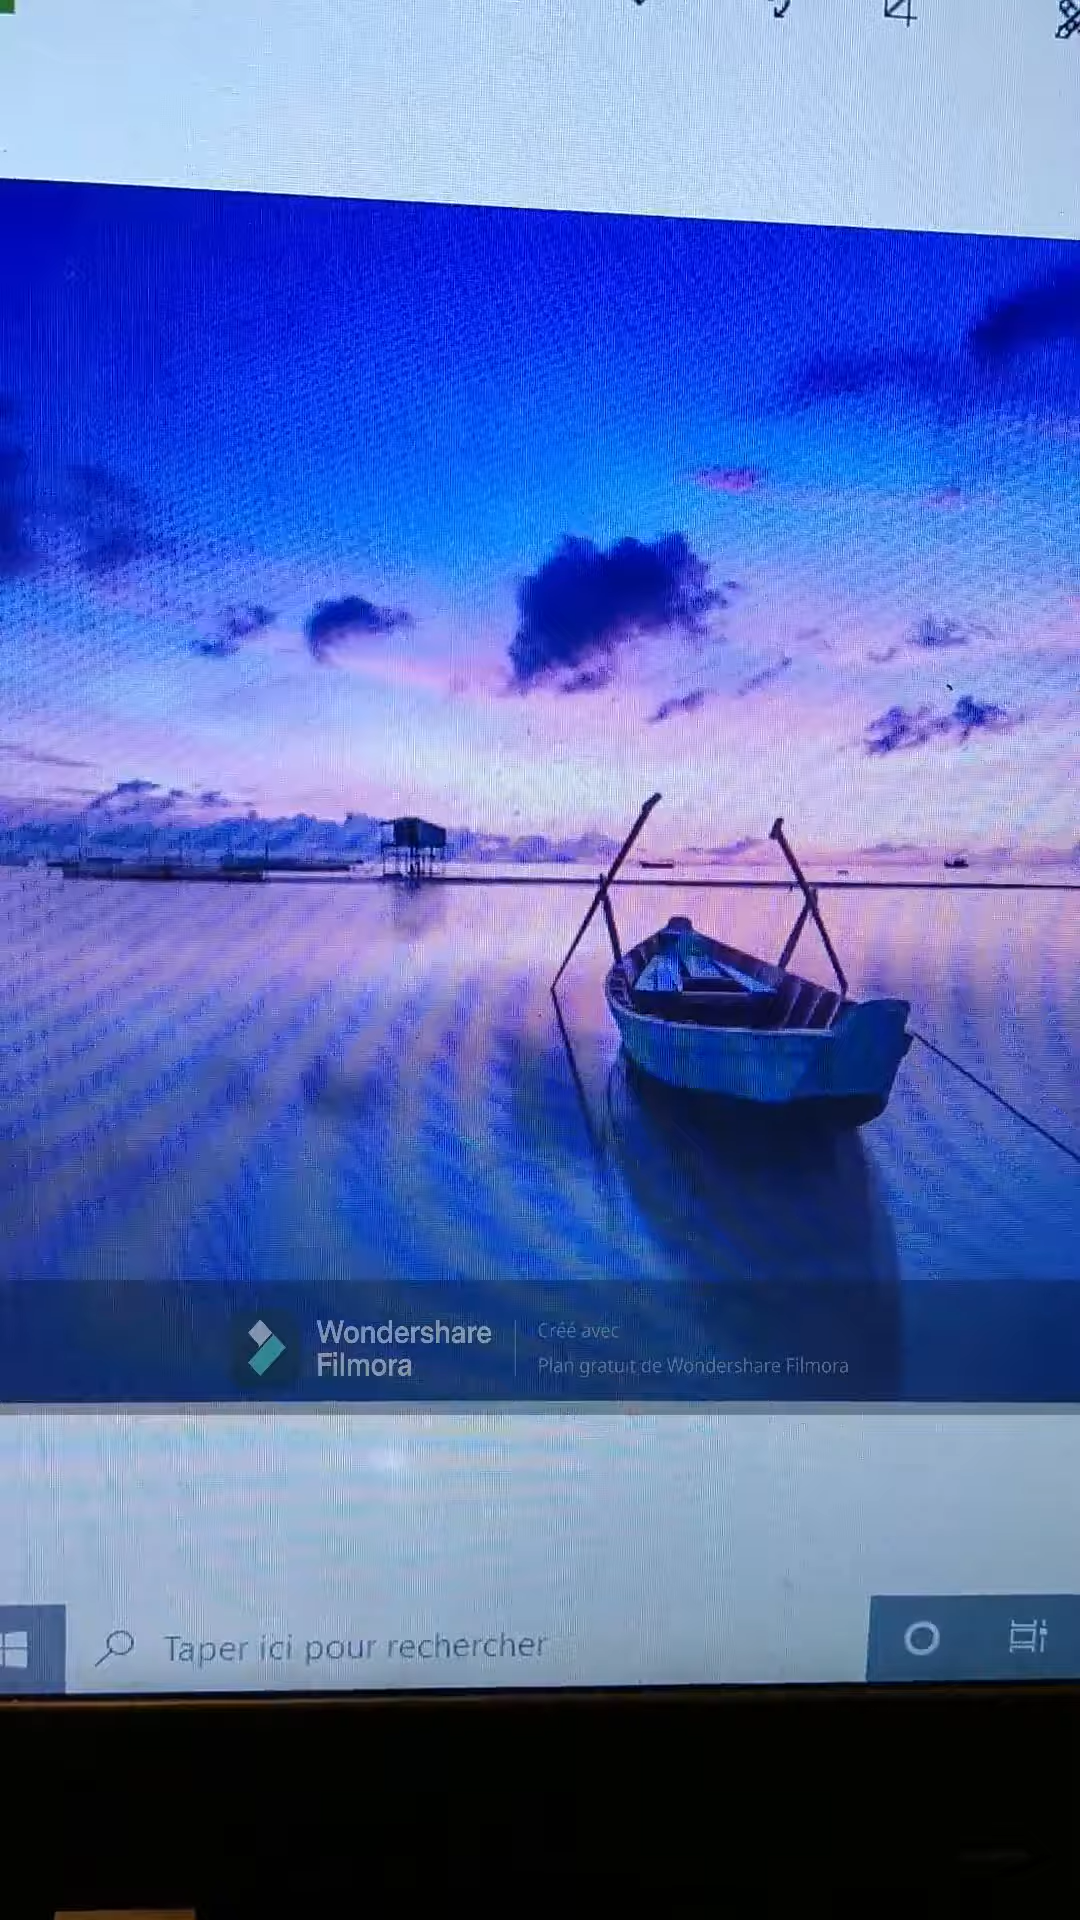 Wondershare
Filmora
Créé avec
Plan gratuit de Wondershare Filmora
Taper ici pour rechercher